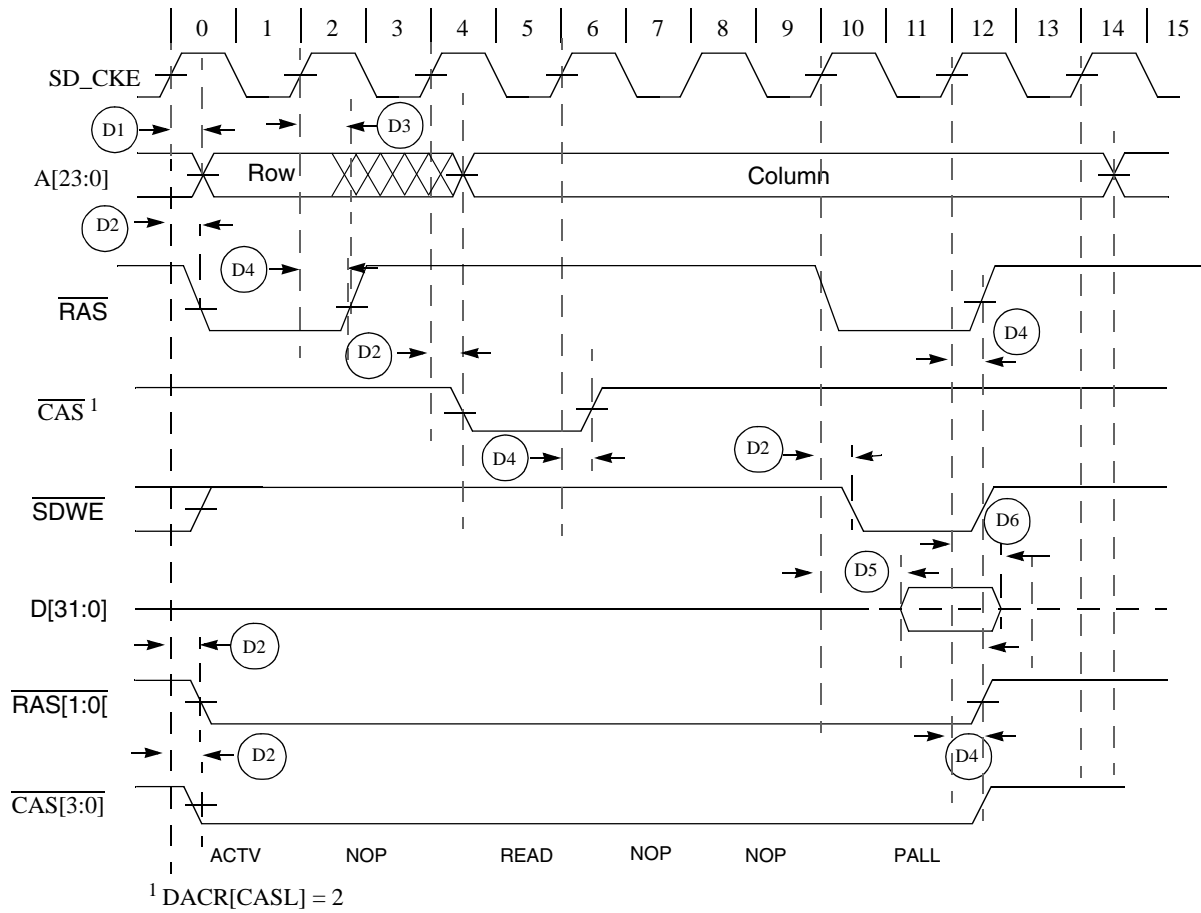 0 1 2 3 4 5 6 7 8 9 10 11 12 13 14 15
SD_CKE
D1
D3
A[23:0]
Row
Column
D2
D4
RAS
D2
D4
CAS 1
D4
D2
SDWE
D6
D5
D[31:0]
D2
RAS[1:0[
D2
D4
CAS[3:0]
ACTV NOP READ NOP NOP PALL
1 DACR[CASL] = 2